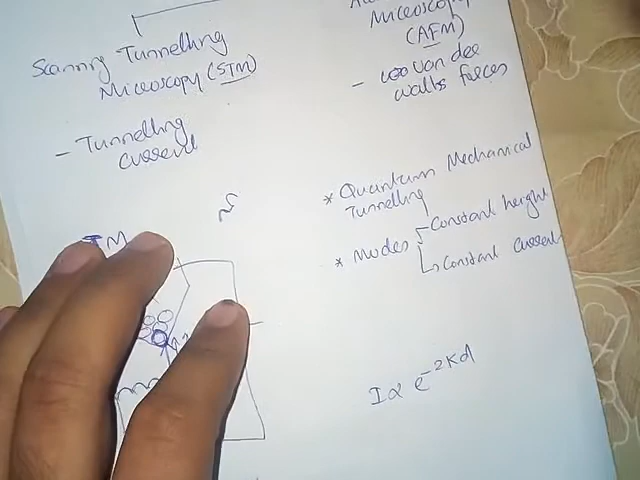 Scanning Tunnelling
Microscopy (STM)
- Tunnelling
current
Microscopy
(AFM)
- van der
walls forces
* Quantum Mechanical
Tunnelling
* Modes
Constant height
Constant Current
I ∝ e^-2Kd